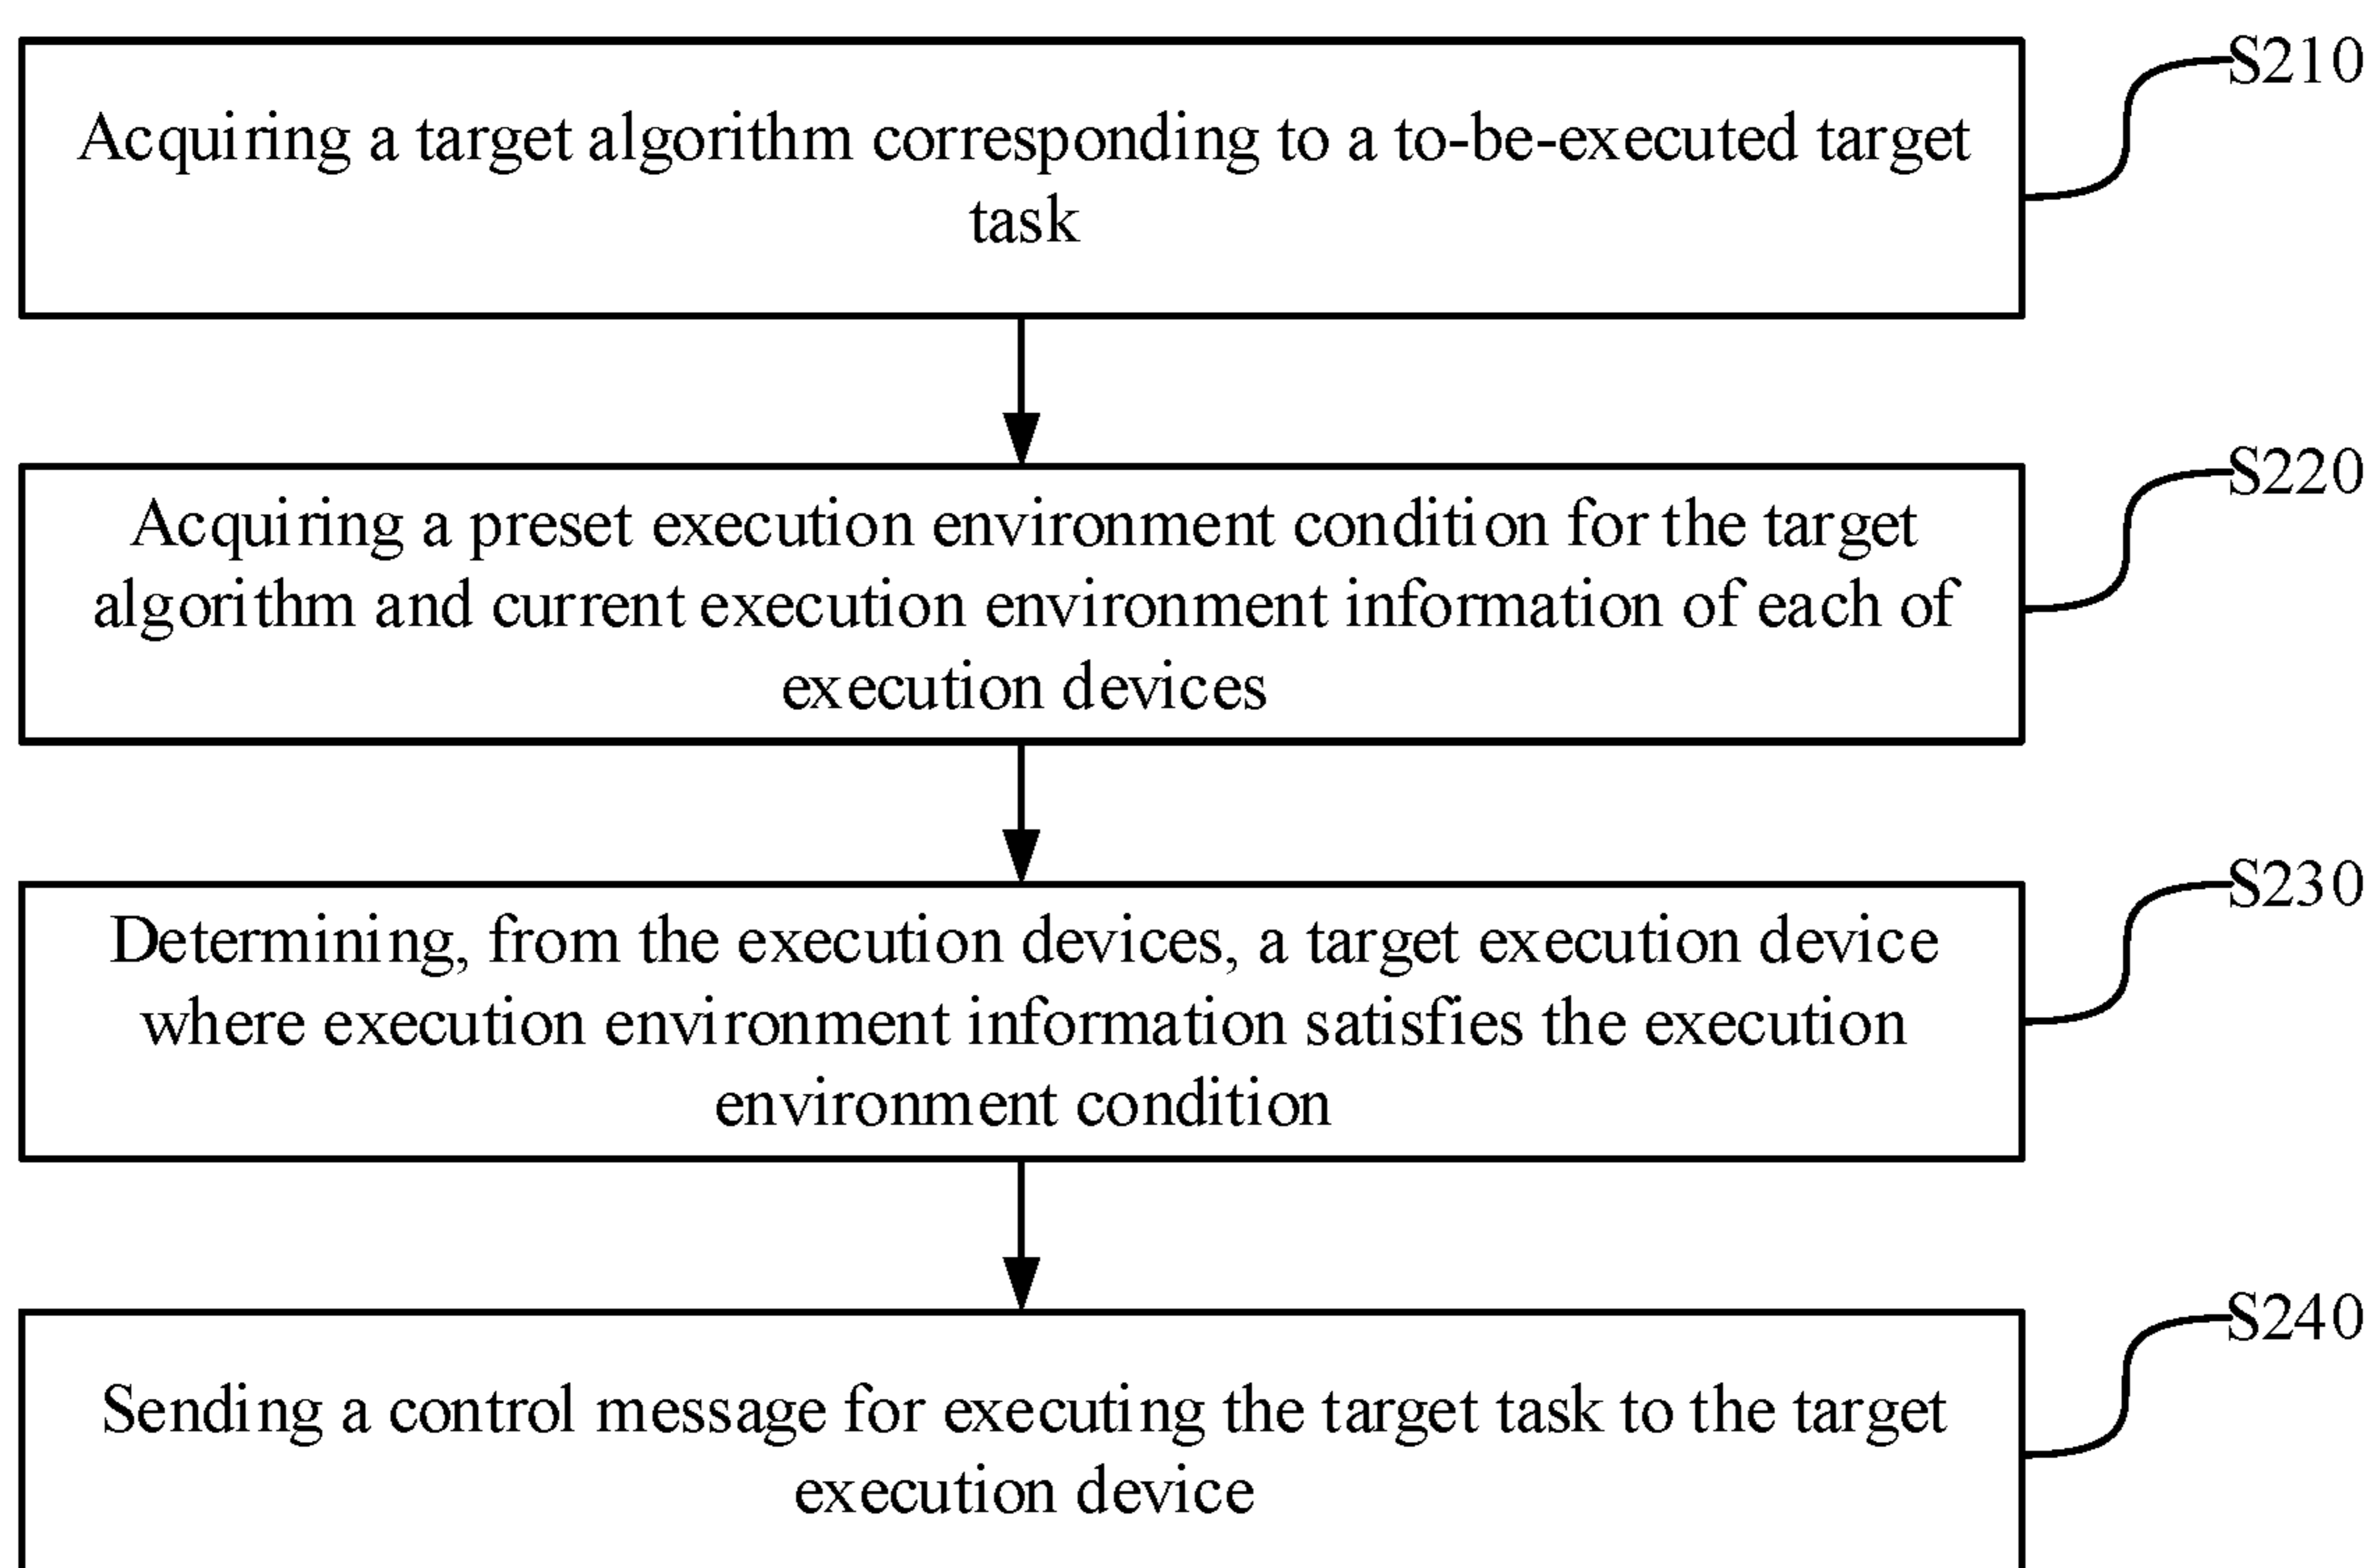 S210
Acquiring a target algorithm corresponding to a to-be-executed target
task
S220
Acquiring a preset execution environment condition for the target
algorithm and current execution environment information of each of
execution devices
S230
Determining, from the execution devices, a target execution device
where execution environment information satisfies the execution
environment condition
S240
Sending a control message for executing the target task to the target
execution device